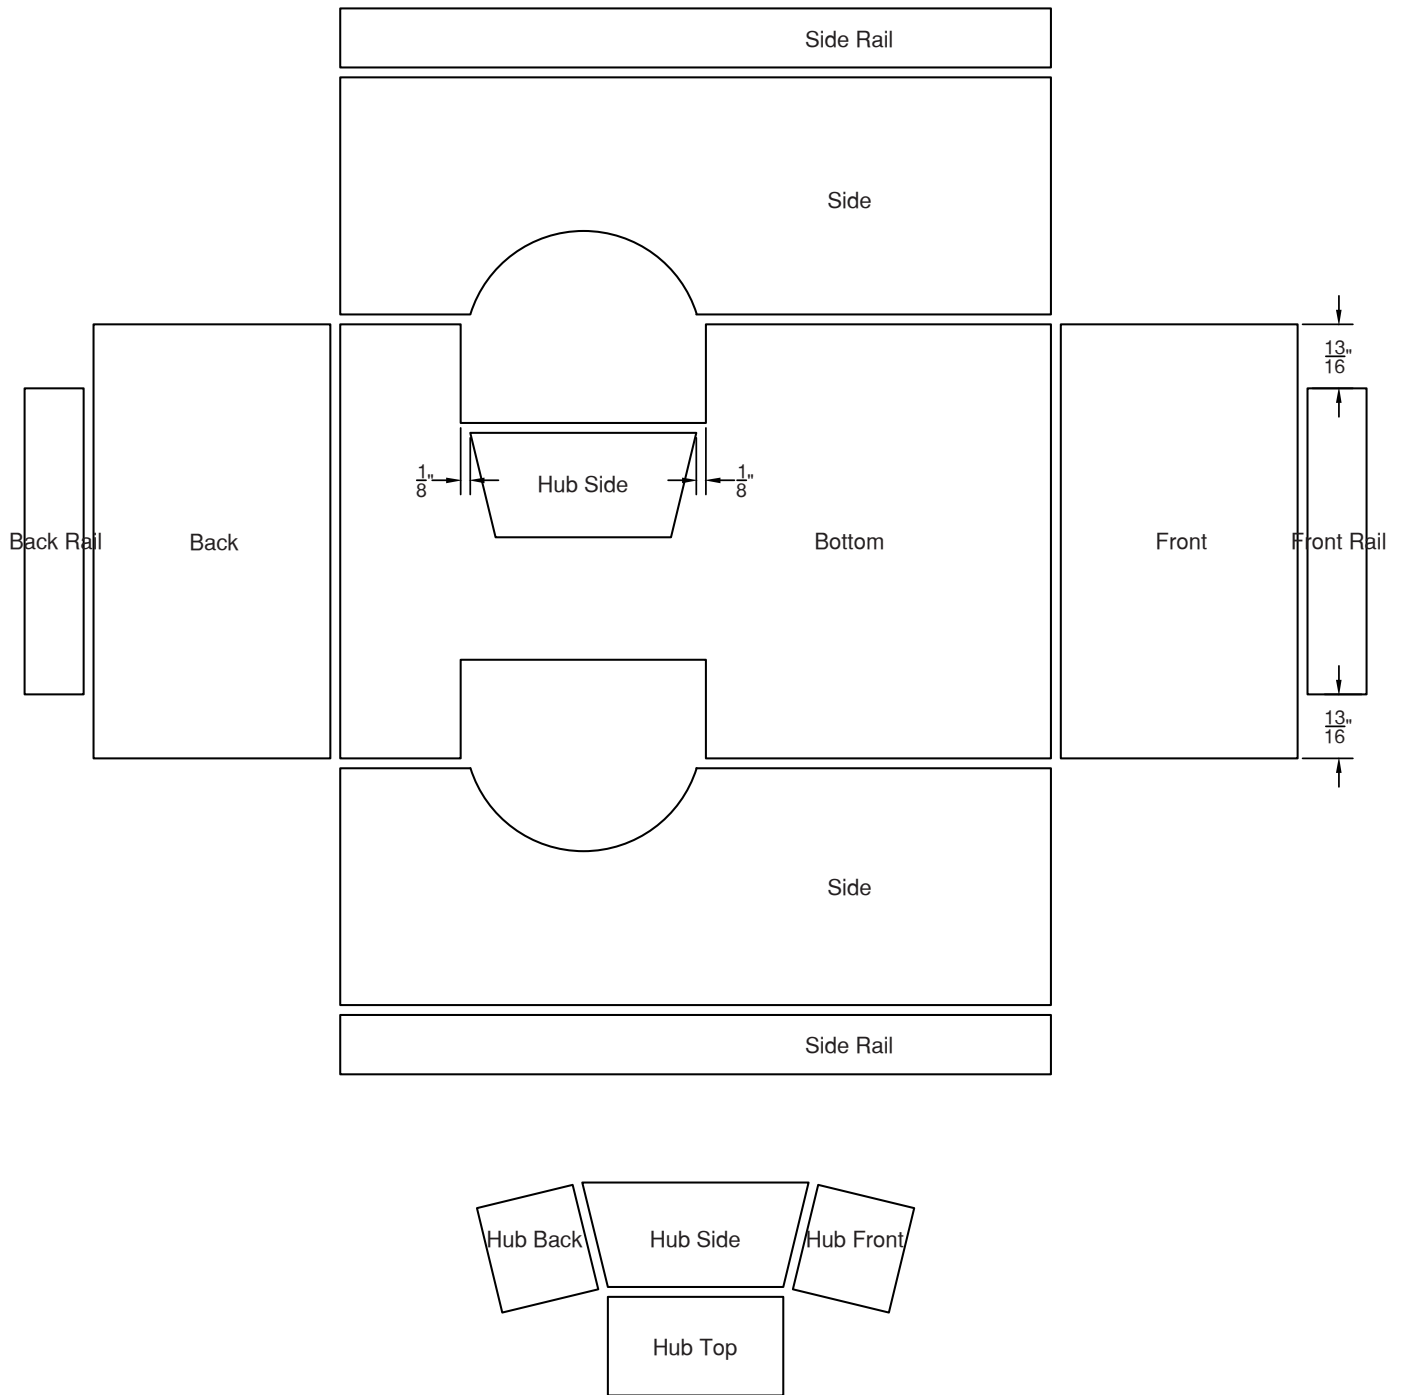 Side Rail
Side
13/16"
1/8"
Hub Side
1/8"
Back Rail
Back
Bottom
Front
Front Rail
13/16"
Side
Side Rail
Hub Back
Hub Side
Hub Front
Hub Top